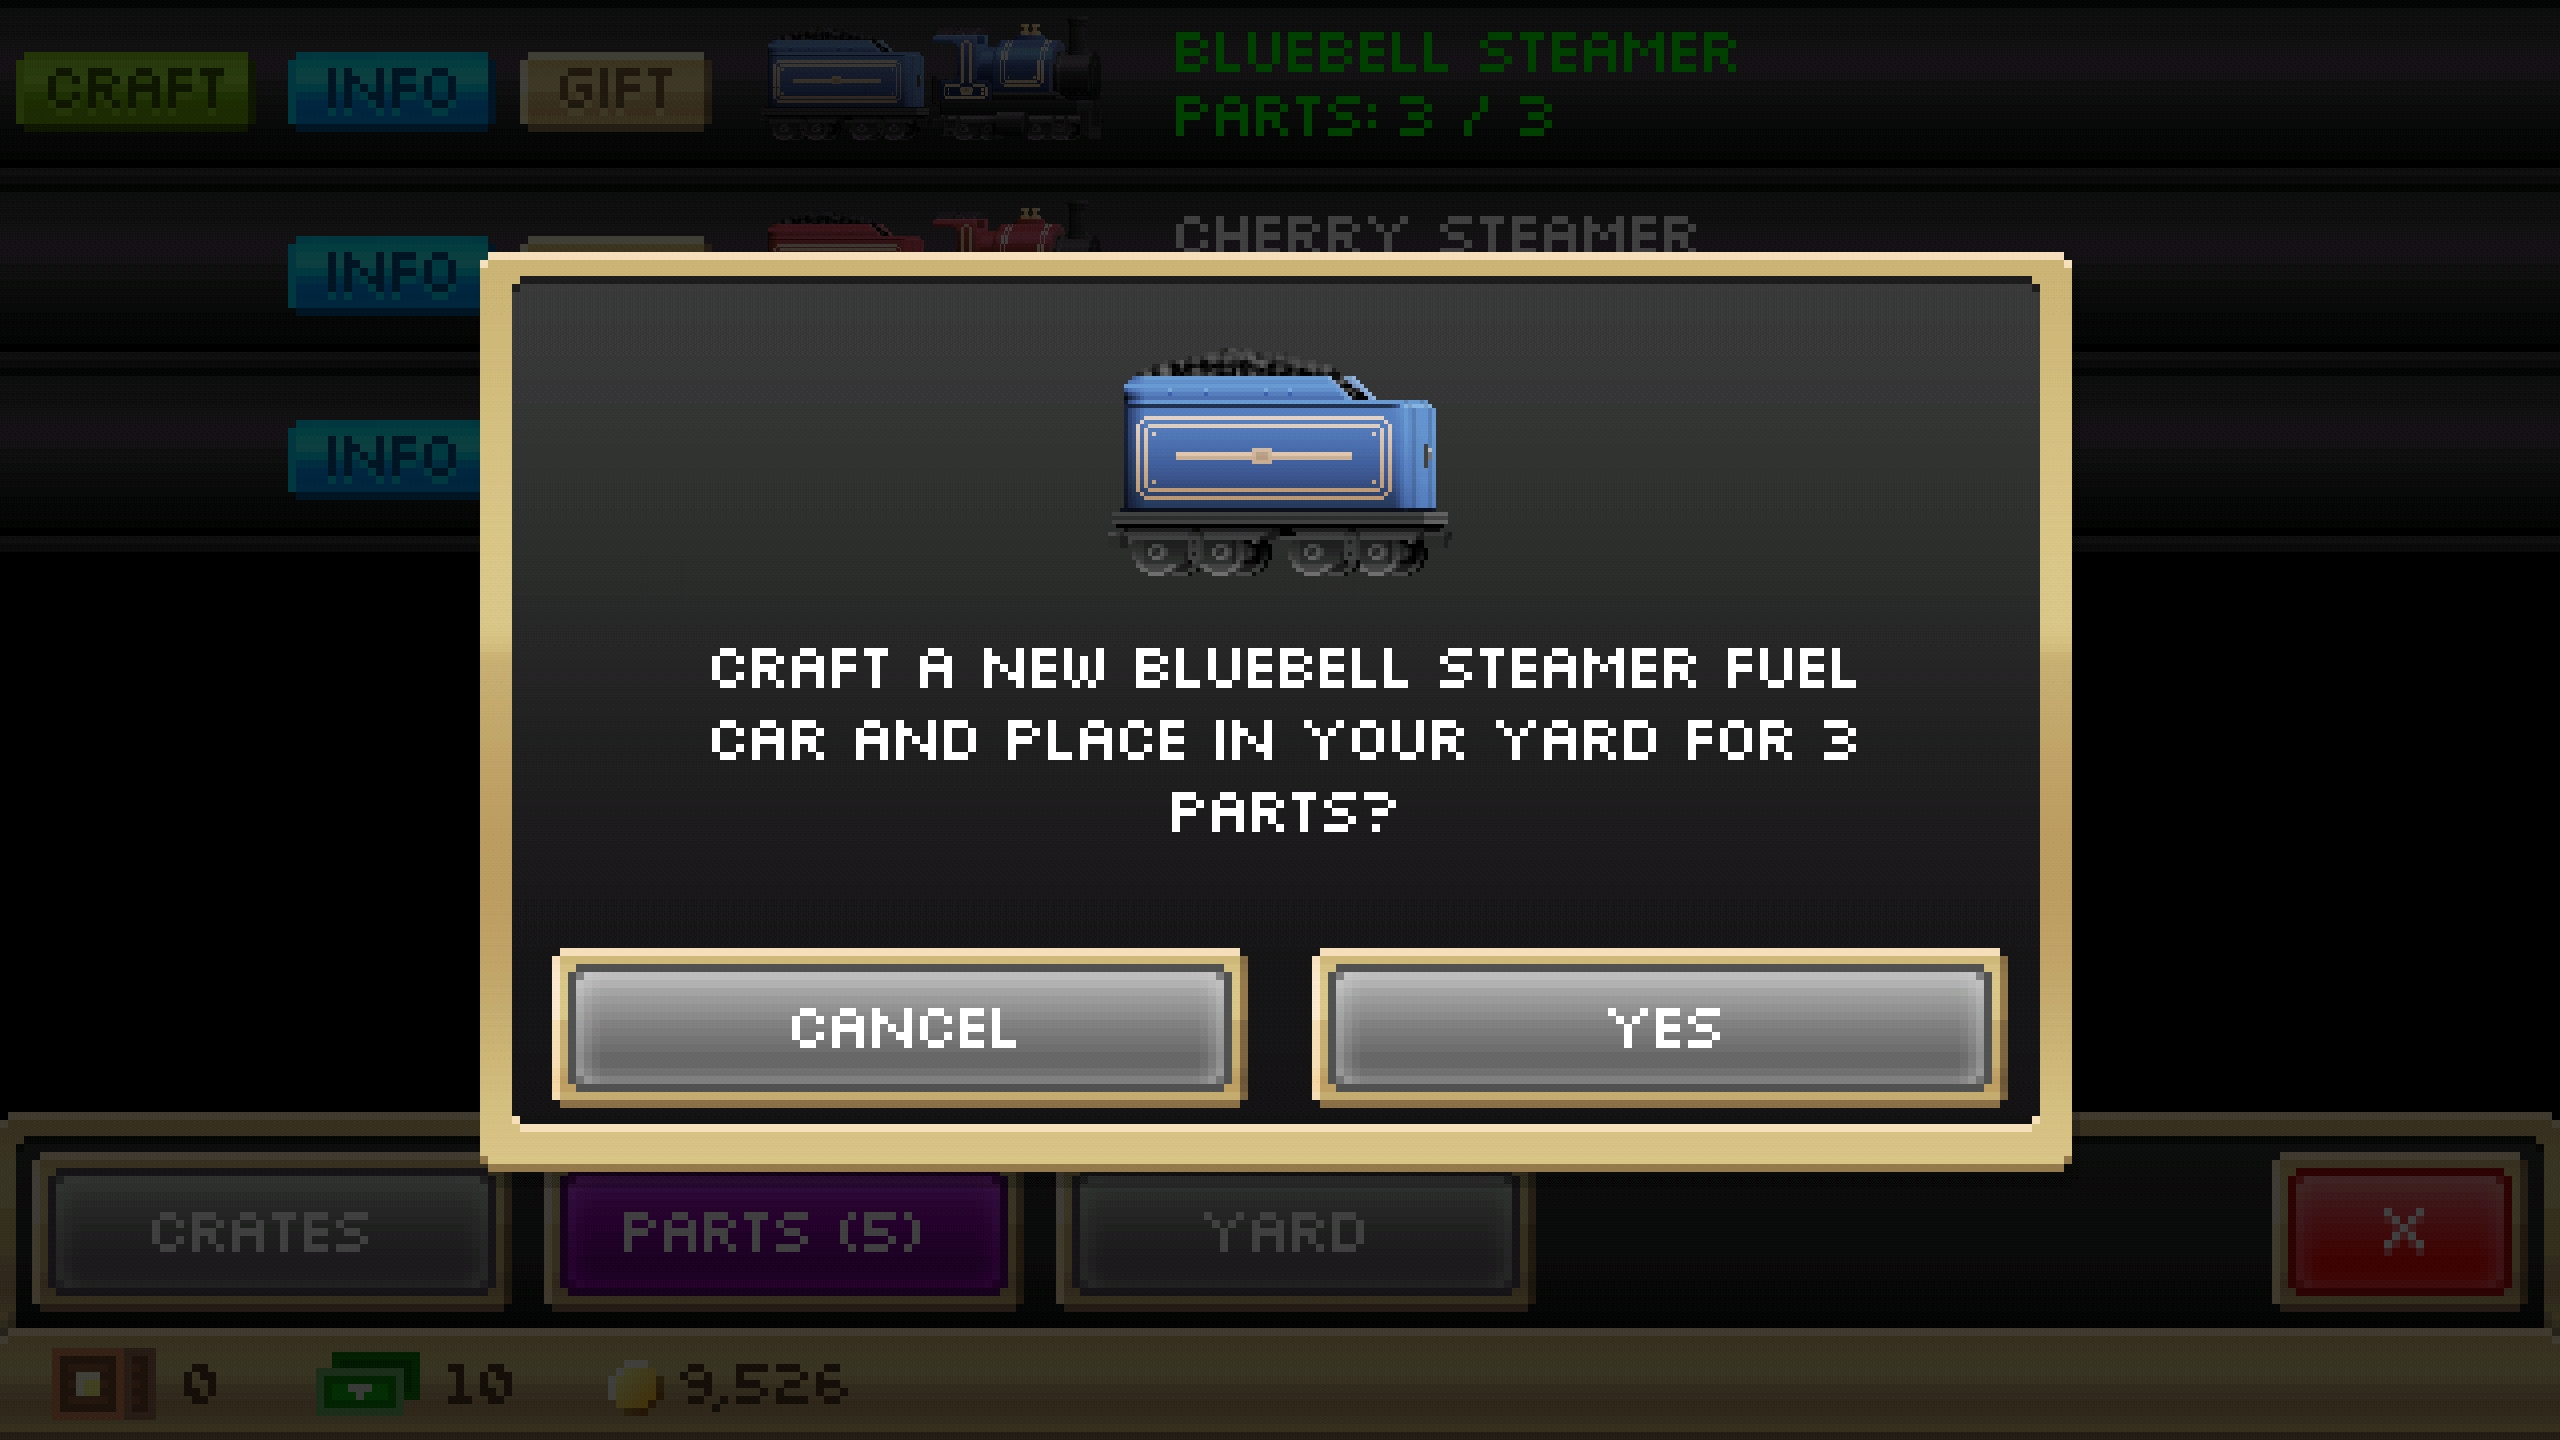 CRAFT INFO GIFT BLUEBELL STEAMER
PARTS: 3 / 3
INFO CHERRY STEAMER
INFO
CRAFT A NEW BLUEBELL STEAMER FUEL
CAR AND PLACE IN YOUR YARD FOR 3
PARTS?
CANCEL YES
CRATES PARTS (5) YARD X
0 10 9,526